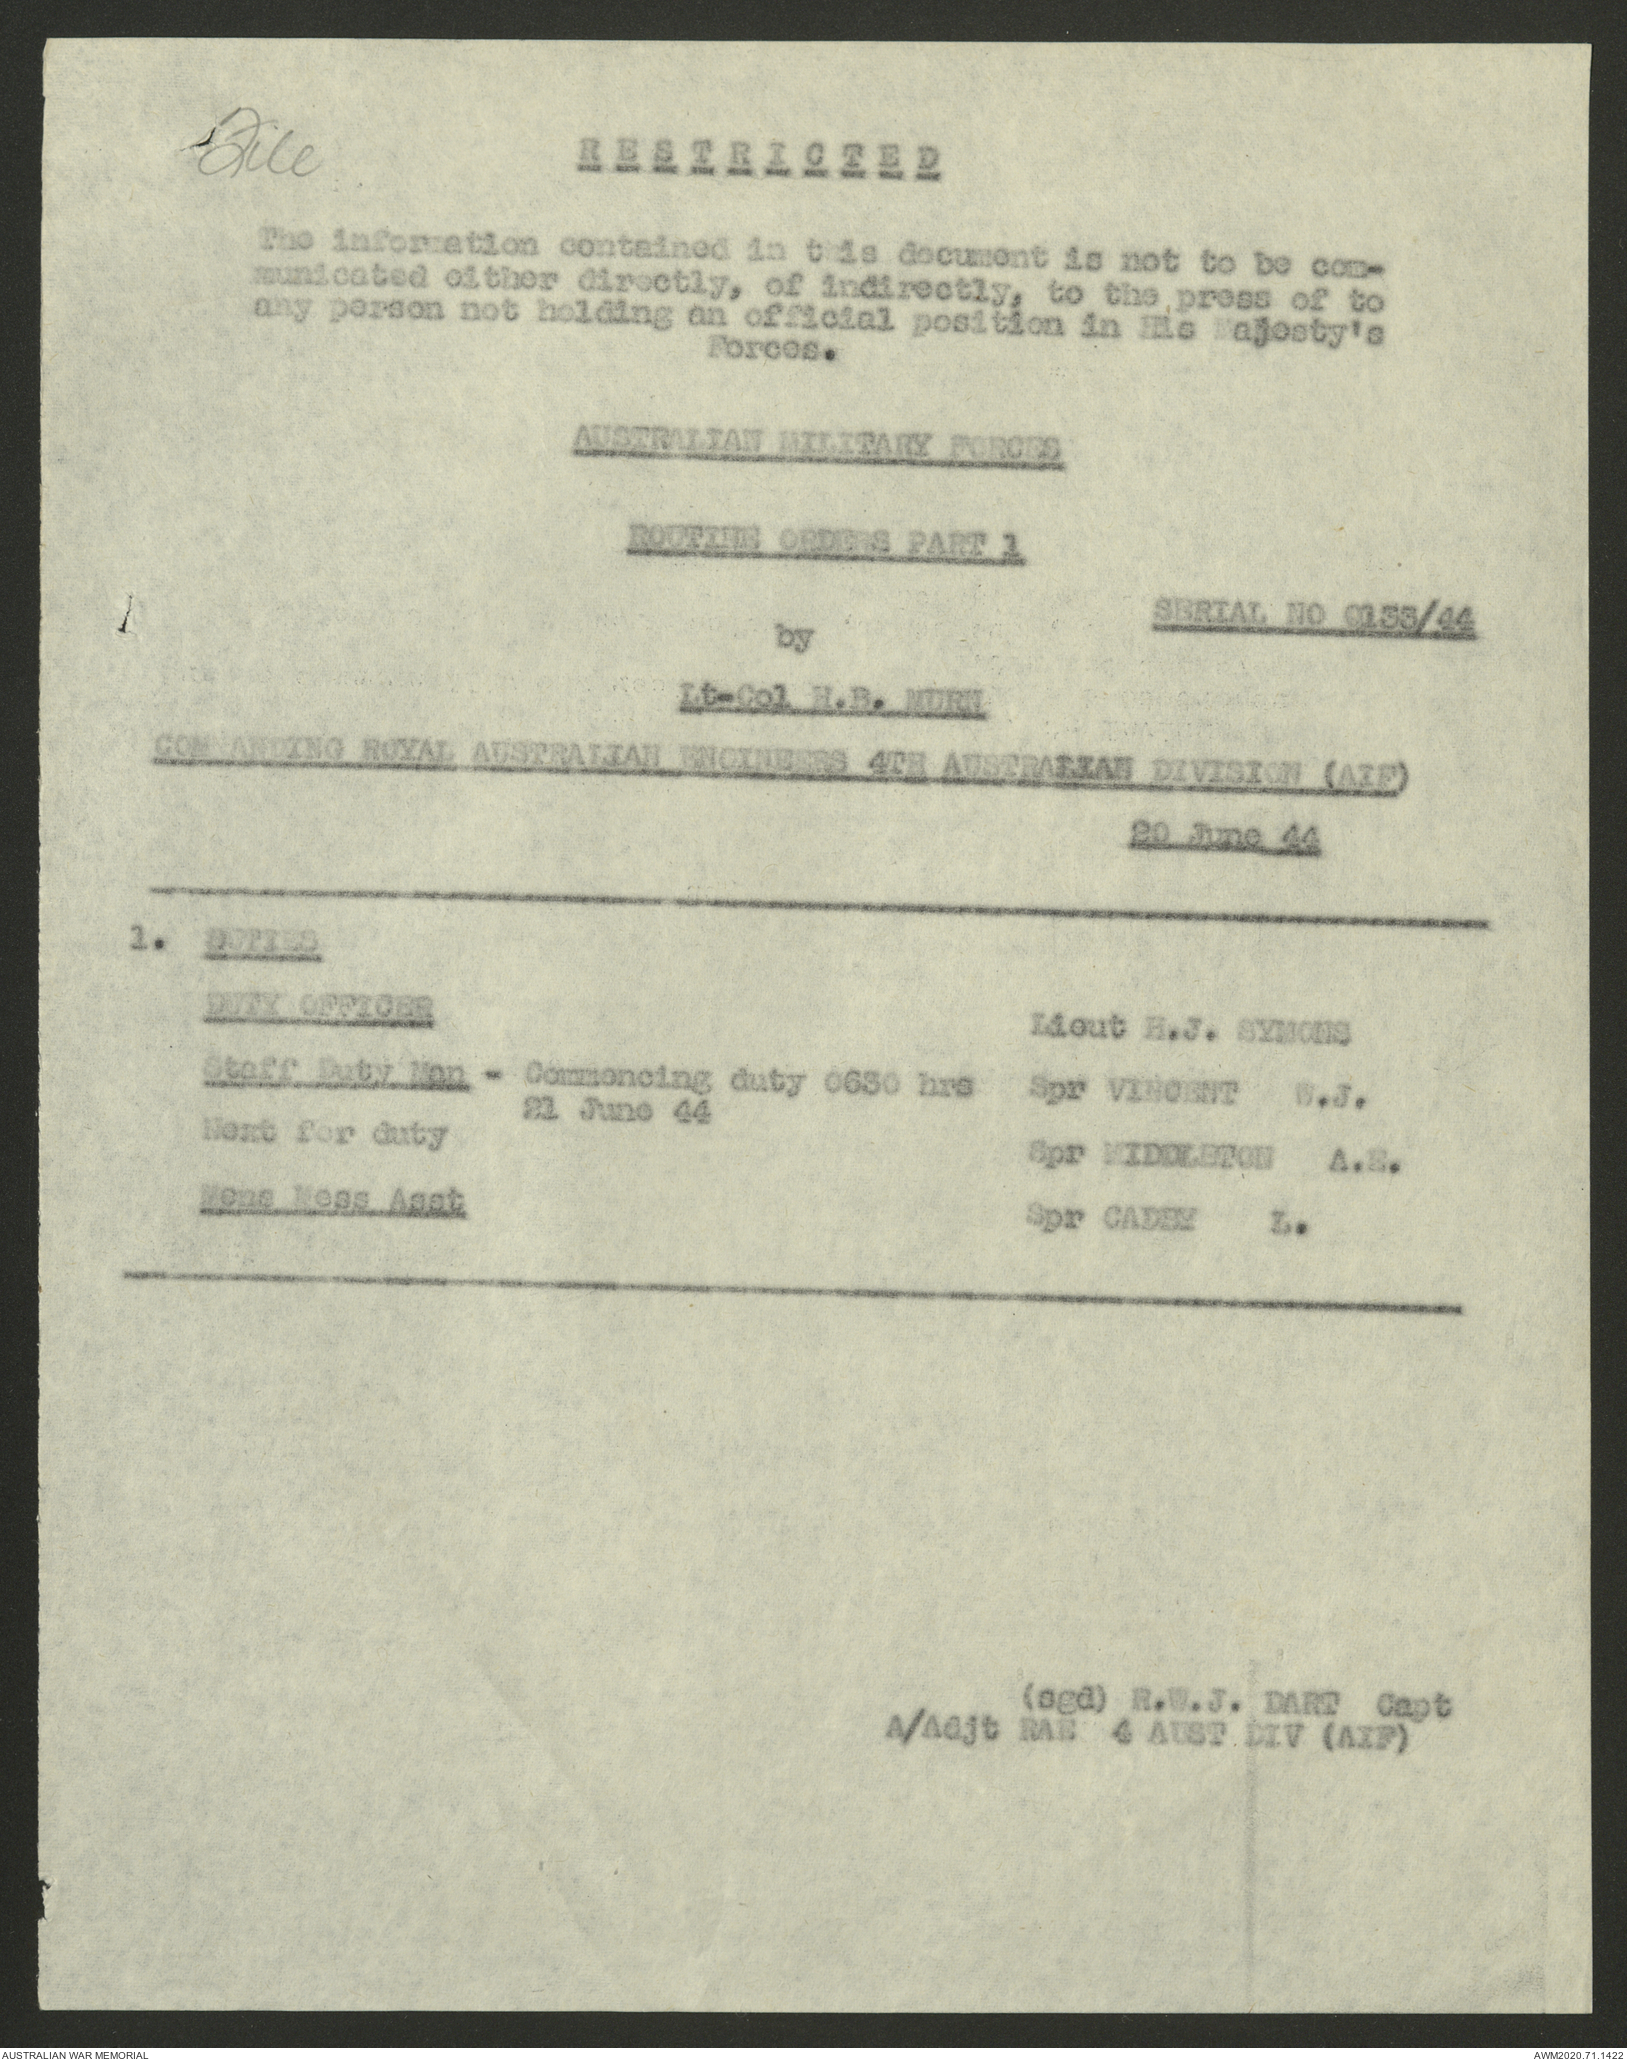 File
RESTRICTED
The information contained in this document is not to be com-
municated either directly, of indirectly, to the press of to
any person not holding an official position in His Majesty's
Forces.
AUSTRALIAN MILITARY FORCES
ROUTINE ORDERS PART 1
SERIAL NO 0133/44
by
Lt-Col H.B. MURN
COMMANDING ROYAL AUSTRALIAN ENGINEERS 4TH AUSTRALIAN DIVISION (AIF)
20 June 44
1. DUTIES
DUTY OFFICER Lieut H.J. SYMONS
Staff Duty Man - Commencing duty 0630 hrs Spr VINCENT W.J.
21 June 44
Next for duty Spr MIDDLETON A.E.
Mens Mess Asst Spr CADBY L.
(sgd) R.W.J. DART Capt
A/Adjt RAE 4 AUST DIV (AIF)
AUSTRALIAN WAR MEMORIAL
AWM2020.71.1422